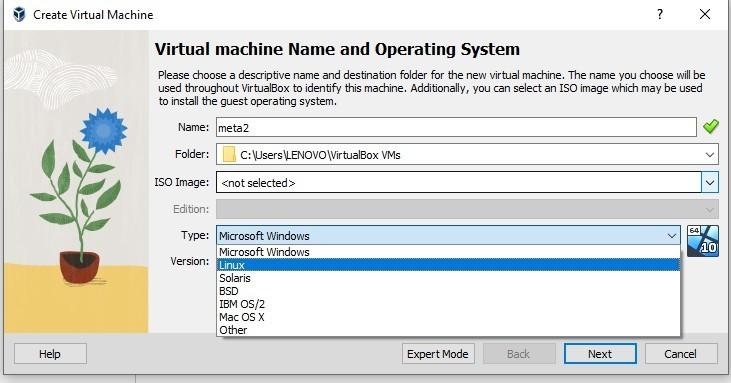 Create Virtual Machine
Virtual machine Name and Operating System
Please choose a descriptive name and destination folder for the new virtual machine. The name you choose will be
used throughout VirtualBox to identify this machine. Additionally, you can select an ISO image which may be used
to install the guest operating system.
Name: meta2
Folder: C:\Users\LENOVO\VirtualBox VMs
ISO Image: <not selected>
Edition:
Type: Microsoft Windows
64
10
Microsoft Windows
Version:
Linux
Solaris
BSD
IBM OS/2
Mac OS X
Other
Help Expert Mode Back Next Cancel